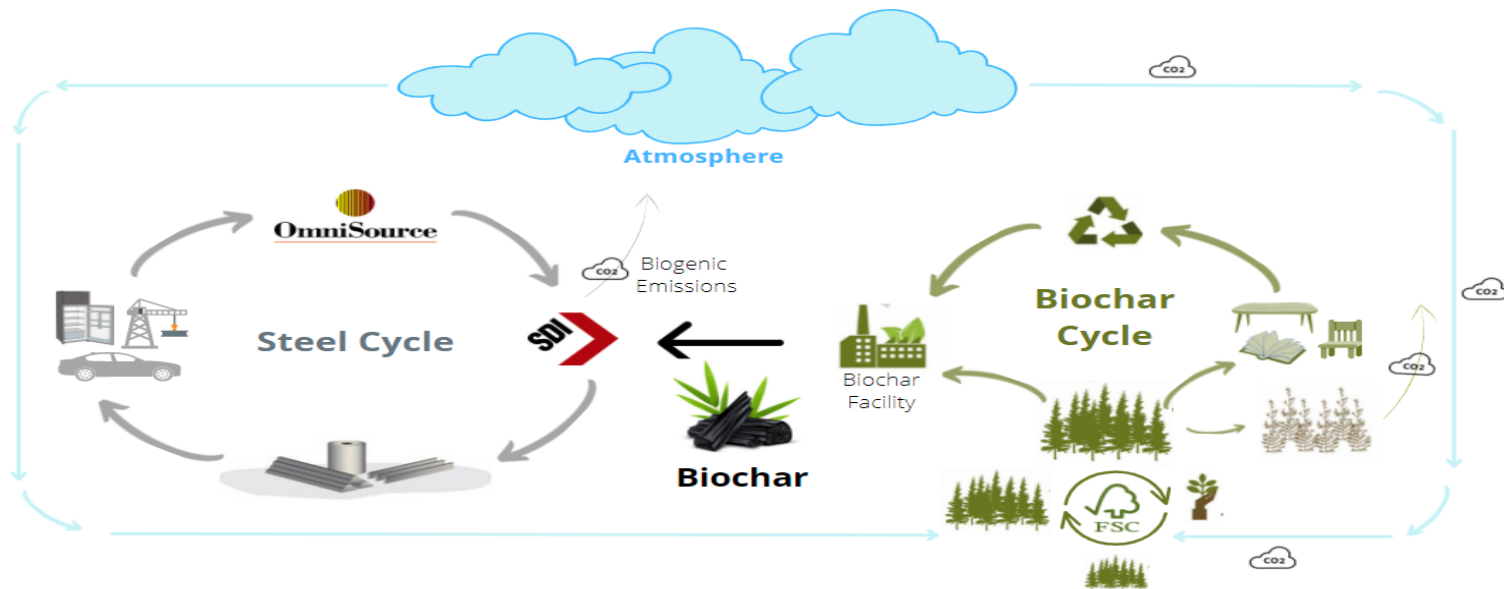 CO2
Atmosphere
OmniSource
CO2
Biogenic
Emissions
Steel Cycle
SDI
Biochar
Cycle
CO2
Biochar
Facility
CO2
Biochar
FSC
CO2